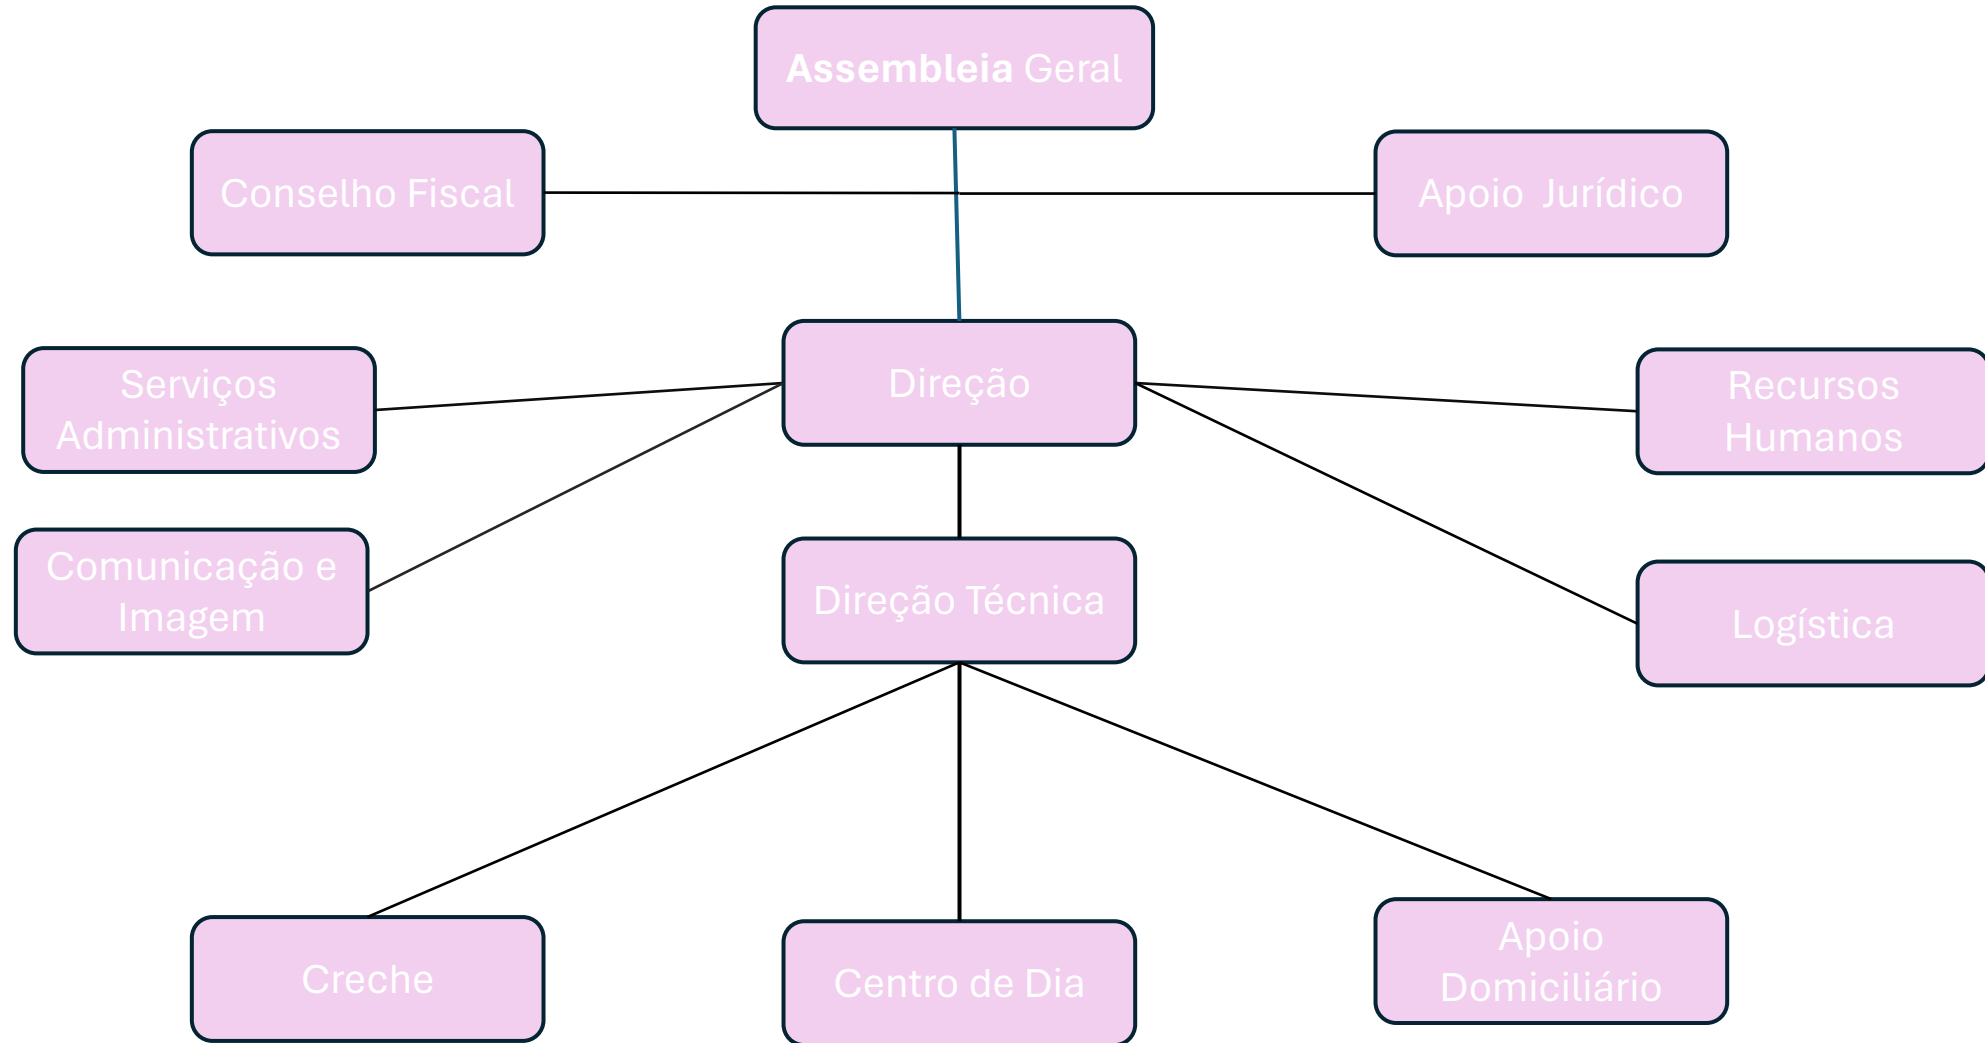 Assembleia Geral
Conselho Fiscal
Apoio  Jurídico
Direção
Serviços
Administrativos
Recursos
Humanos
Comunicação e
Imagem
Direção Técnica
Logística
Creche
Centro de Dia
Apoio
Domiciliário